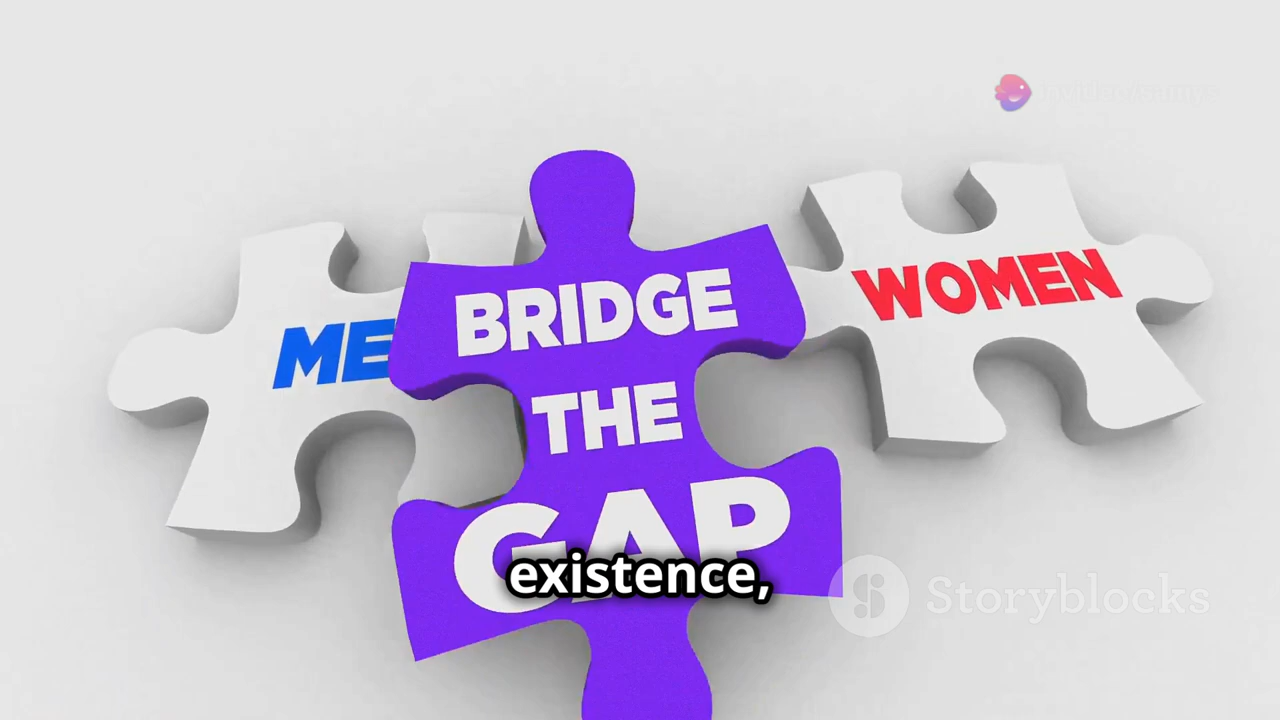 BRIDGE
WOMEN
ME
THE
GAP
existence,
Storyblocks